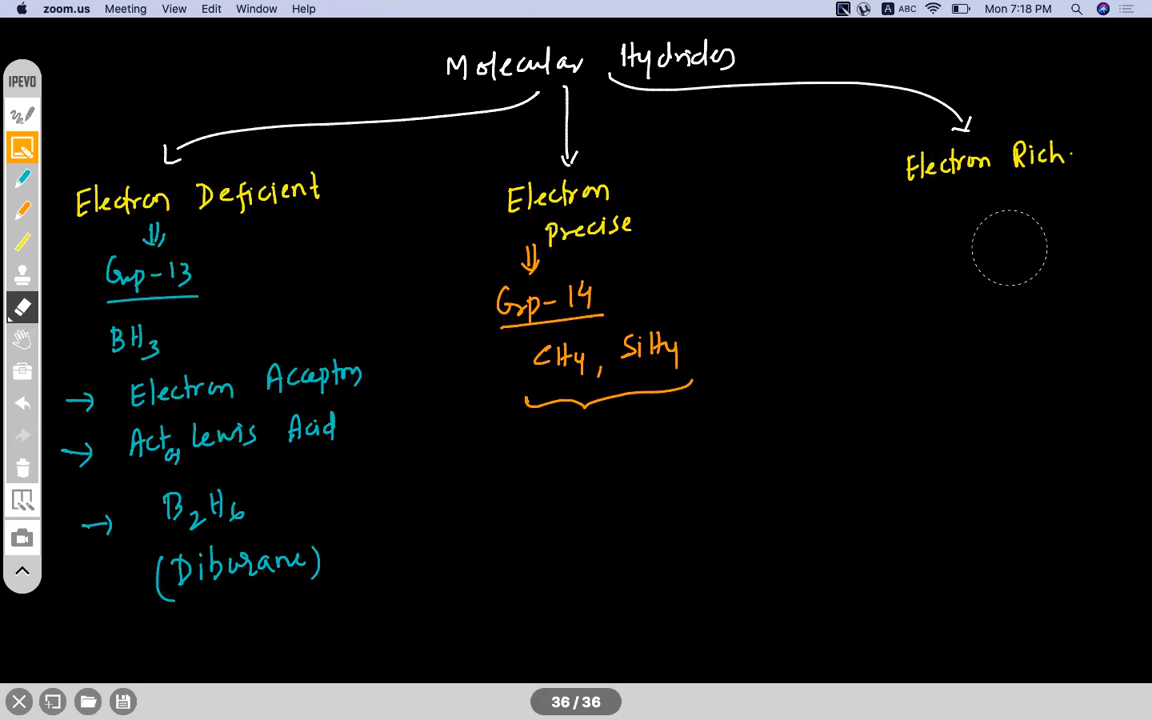 zoom.us Meeting View Edit Window Help
A ABC Mon 7:18 PM
IPEVO
Molecular Hydrides
Electron Deficient
Grp-13
BH3
→ Electron Acceptor
→ Act as Lewis Acid
→ B2H6
(Diborane)
Electron
Precise
Grp-14
CH4, SiH4
Electron Rich.
36 / 36